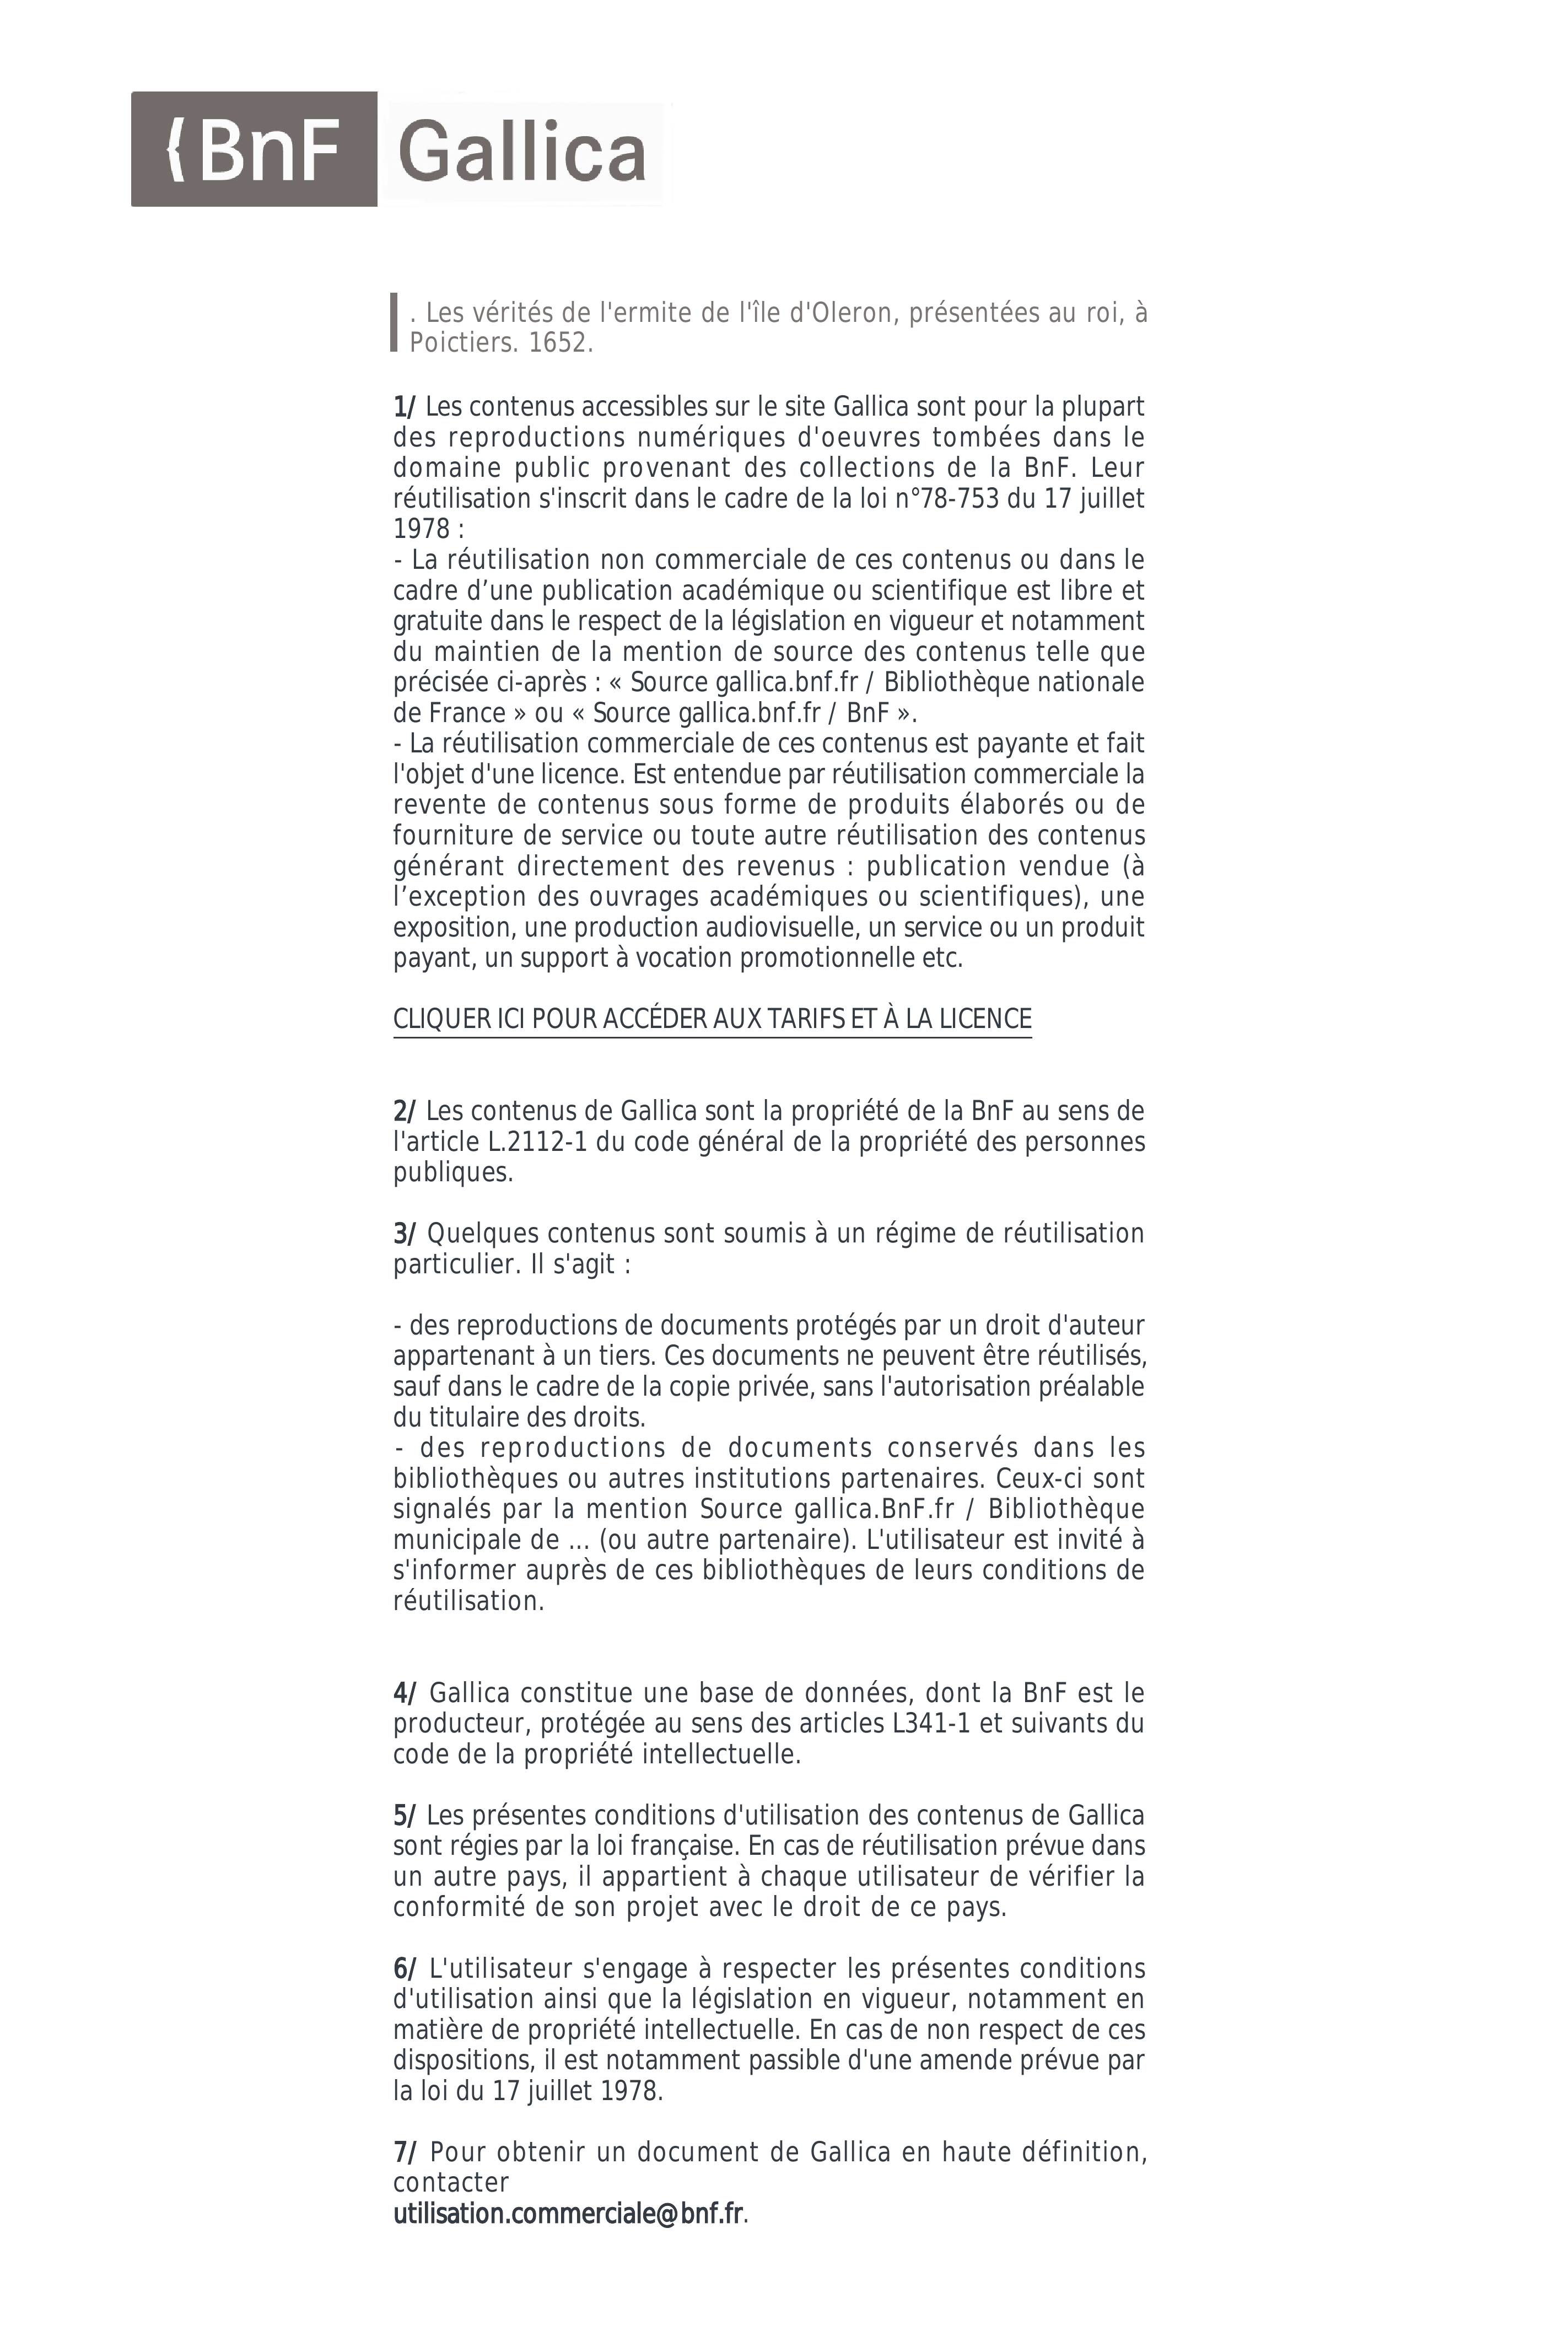 {BnF Gallica
. Les vérités de l'ermite de l'île d'Oleron, présentées au roi, à
Poictiers. 1652.
1/ Les contenus accessibles sur le site Gallica sont pour la plupart
des reproductions numériques d'oeuvres tombées dans le
domaine public provenant des collections de la BnF. Leur
réutilisation s'inscrit dans le cadre de la loi n°78-753 du 17 juillet
1978 :
- La réutilisation non commerciale de ces contenus ou dans le
cadre d’une publication académique ou scientifique est libre et
gratuite dans le respect de la législation en vigueur et notamment
du maintien de la mention de source des contenus telle que
précisée ci-après : « Source gallica.bnf.fr / Bibliothèque nationale
de France » ou « Source gallica.bnf.fr / BnF ».
- La réutilisation commerciale de ces contenus est payante et fait
l'objet d'une licence. Est entendue par réutilisation commerciale la
revente de contenus sous forme de produits élaborés ou de
fourniture de service ou toute autre réutilisation des contenus
générant directement des revenus : publication vendue (à
l’exception des ouvrages académiques ou scientifiques), une
exposition, une production audiovisuelle, un service ou un produit
payant, un support à vocation promotionnelle etc.
CLIQUER ICI POUR ACCÉDER AUX TARIFS ET À LA LICENCE
2/ Les contenus de Gallica sont la propriété de la BnF au sens de
l'article L.2112-1 du code général de la propriété des personnes
publiques.
3/ Quelques contenus sont soumis à un régime de réutilisation
particulier. Il s'agit :
- des reproductions de documents protégés par un droit d'auteur
appartenant à un tiers. Ces documents ne peuvent être réutilisés,
sauf dans le cadre de la copie privée, sans l'autorisation préalable
du titulaire des droits.
- des reproductions de documents conservés dans les
bibliothèques ou autres institutions partenaires. Ceux-ci sont
signalés par la mention Source gallica.BnF.fr / Bibliothèque
municipale de ... (ou autre partenaire). L'utilisateur est invité à
s'informer auprès de ces bibliothèques de leurs conditions de
réutilisation.
4/ Gallica constitue une base de données, dont la BnF est le
producteur, protégée au sens des articles L341-1 et suivants du
code de la propriété intellectuelle.
5/ Les présentes conditions d'utilisation des contenus de Gallica
sont régies par la loi française. En cas de réutilisation prévue dans
un autre pays, il appartient à chaque utilisateur de vérifier la
conformité de son projet avec le droit de ce pays.
6/ L'utilisateur s'engage à respecter les présentes conditions
d'utilisation ainsi que la législation en vigueur, notamment en
matière de propriété intellectuelle. En cas de non respect de ces
dispositions, il est notamment passible d'une amende prévue par
la loi du 17 juillet 1978.
7/ Pour obtenir un document de Gallica en haute définition,
contacter
utilisation.commerciale@bnf.fr.